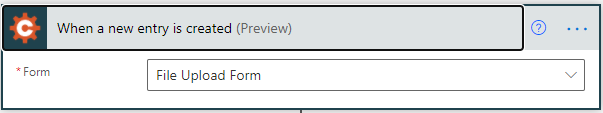 When a new entry is created (Preview)
* Form File Upload Form